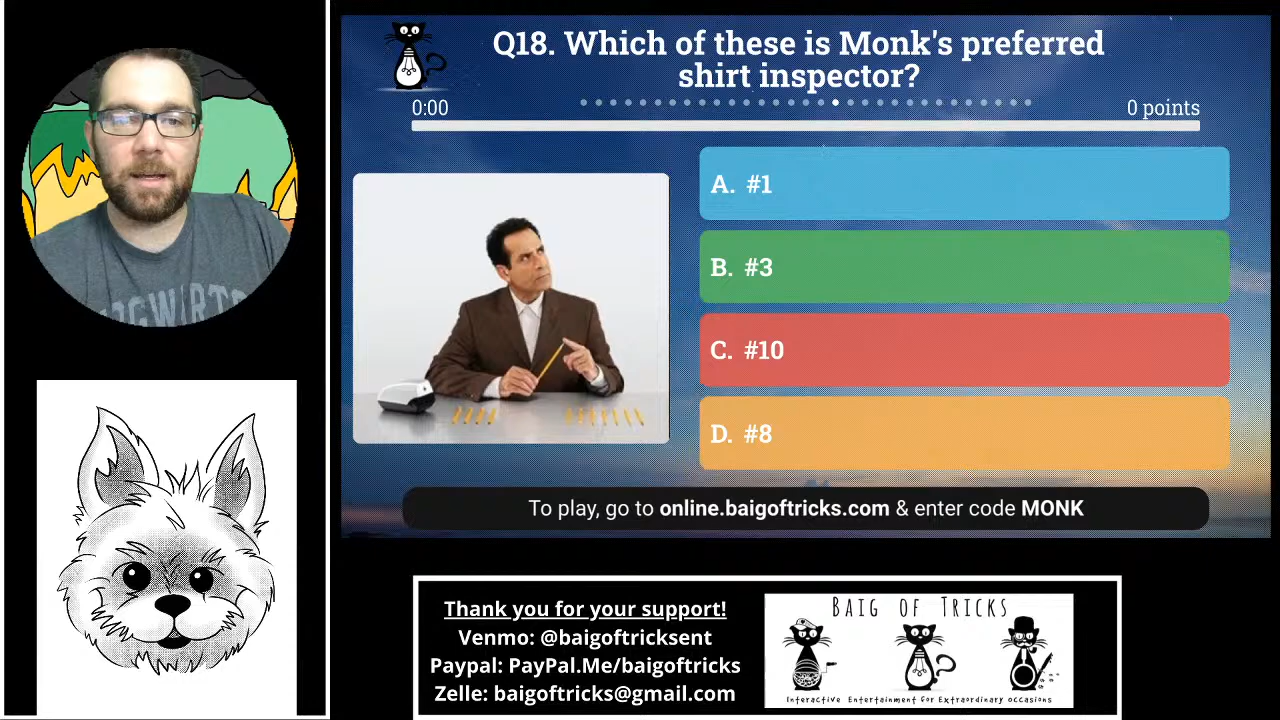 Q18. Which of these is Monk's preferred
shirt inspector?
0:00
0 points
A. #1
B. #3
C. #10
D. #8
To play, go to online.baigoftricks.com & enter code MONK
Thank you for your support!
Venmo: @baigoftricksent
Paypal: PayPal.Me/baigoftricks
Zelle: baigoftricks@gmail.com
BAIG OF TRICKS
Interactive Entertainment for Extraordinary occasions